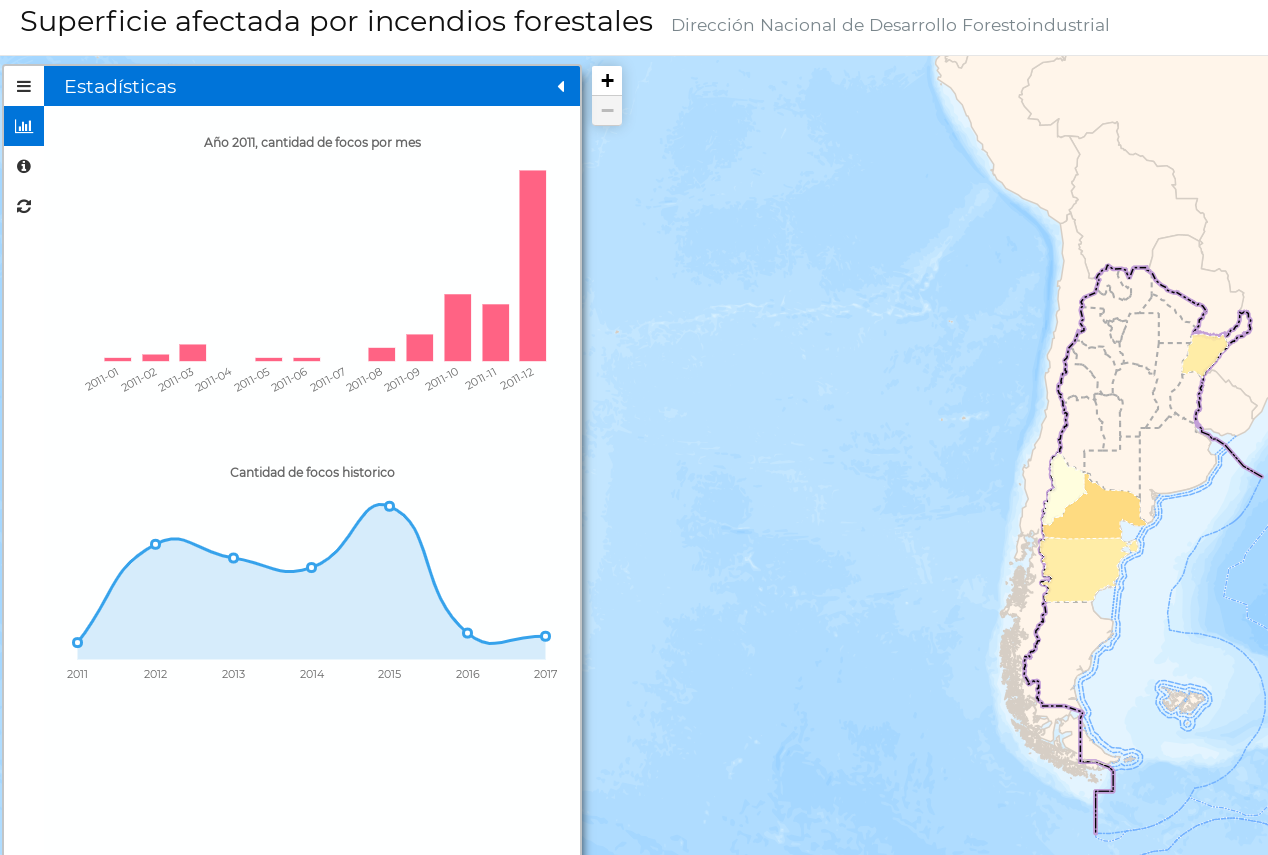 Superficie afectada por incendios forestales Dirección Nacional de Desarrollo Forestoindustrial
Estadísticas
+
−
Año 2011, cantidad de focos por mes
2011-01 2011-02 2011-03 2011-04 2011-05 2011-06 2011-07 2011-08 2011-09 2011-10 2011-11 2011-12
Cantidad de focos historico
2011 2012 2013 2014 2015 2016 2017